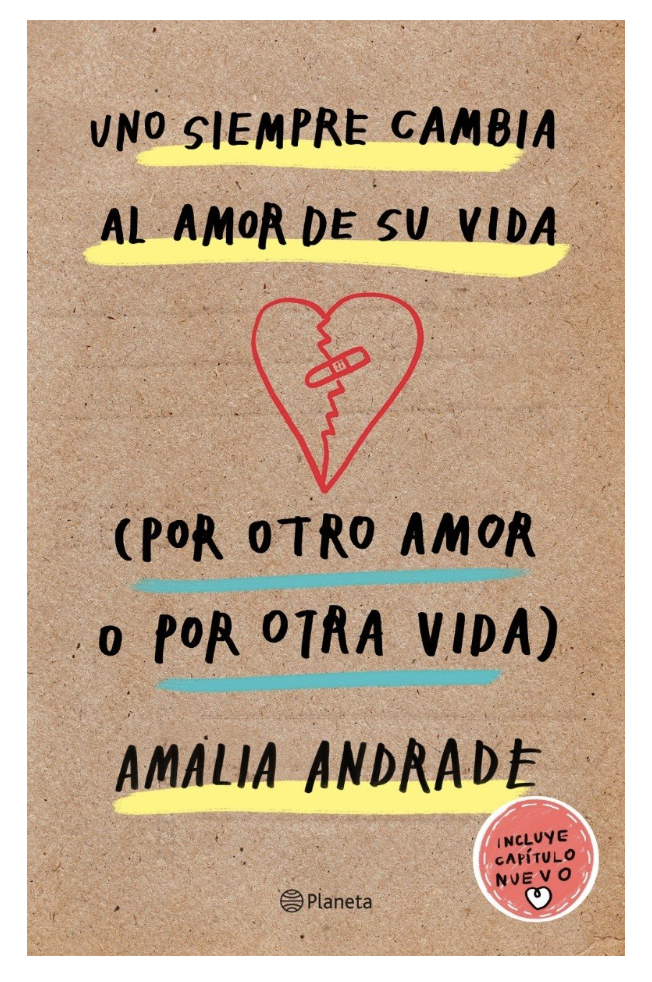 UNO SIEMPRE CAMBIA
AL AMOR DE SU VIDA
(POR OTRO AMOR
O POR OTRA VIDA)
AMALIA ANDRADE
INCLUYE
CAPÍTULO
NUEVO
Planeta